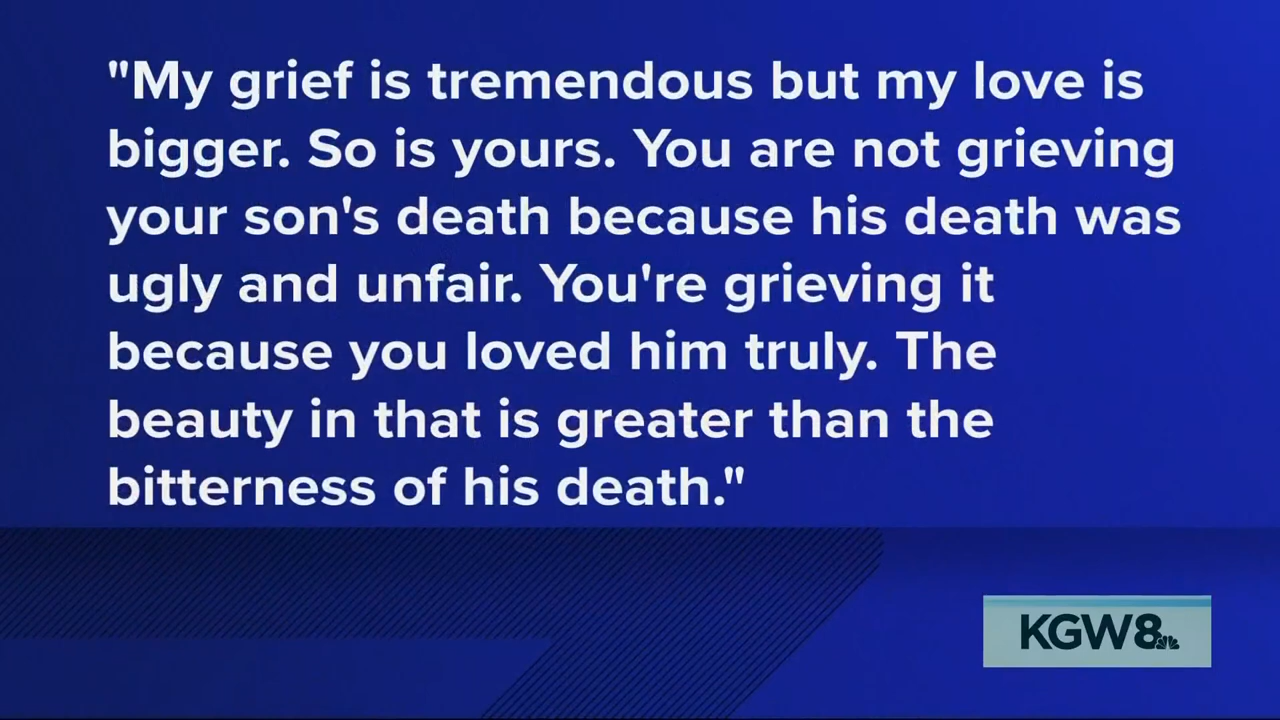 "My grief is tremendous but my love is
bigger. So is yours. You are not grieving
your son's death because his death was
ugly and unfair. You're grieving it
because you loved him truly. The
beauty in that is greater than the
bitterness of his death."
KGW8